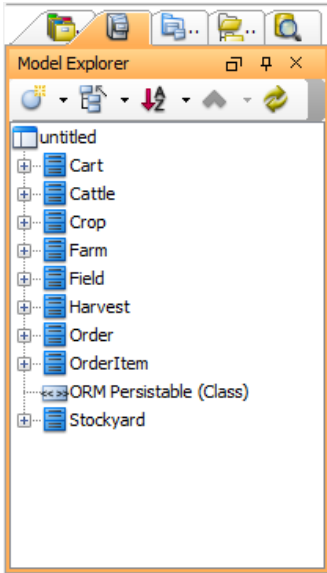 Model Explorer
untitled
Cart
Cattle
Crop
Farm
Field
Harvest
Order
OrderItem
<< >>ORM Persistable (Class)
Stockyard